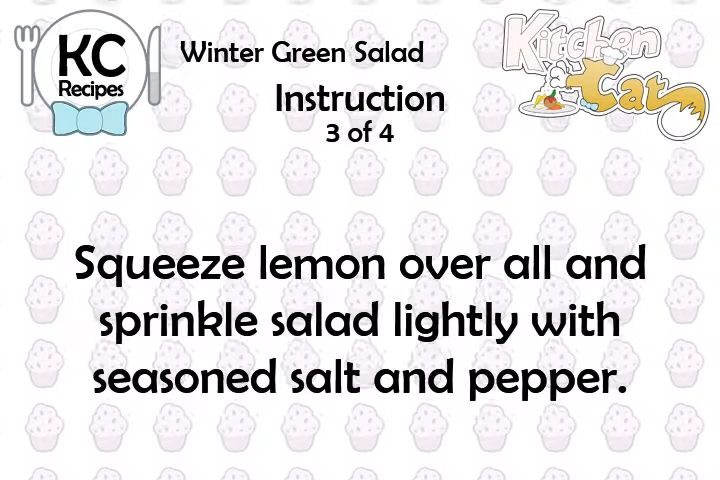 KC
Recipes
Winter Green Salad
Kitchen
Cat
Instruction
3 of 4
Squeeze lemon over all and
sprinkle salad lightly with
seasoned salt and pepper.